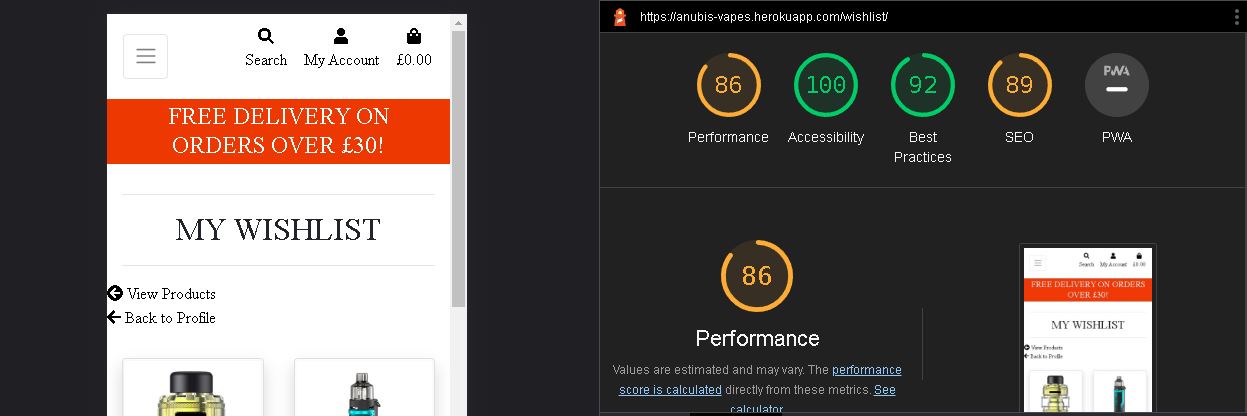 Search My Account £0.00
FREE DELIVERY ON
ORDERS OVER £30!
MY WISHLIST
View Products
Back to Profile
https://anubis-vapes.herokuapp.com/wishlist/
86 100 92 89 PWA
Performance Accessibility Best Practices SEO PWA
86
Performance
Values are estimated and may vary. The performance
score is calculated directly from these metrics. See
calculator.
Search My Account £0.00
FREE DELIVERY ON ORDERS
OVER £30!
MY WISHLIST
View Products
Back to Profile